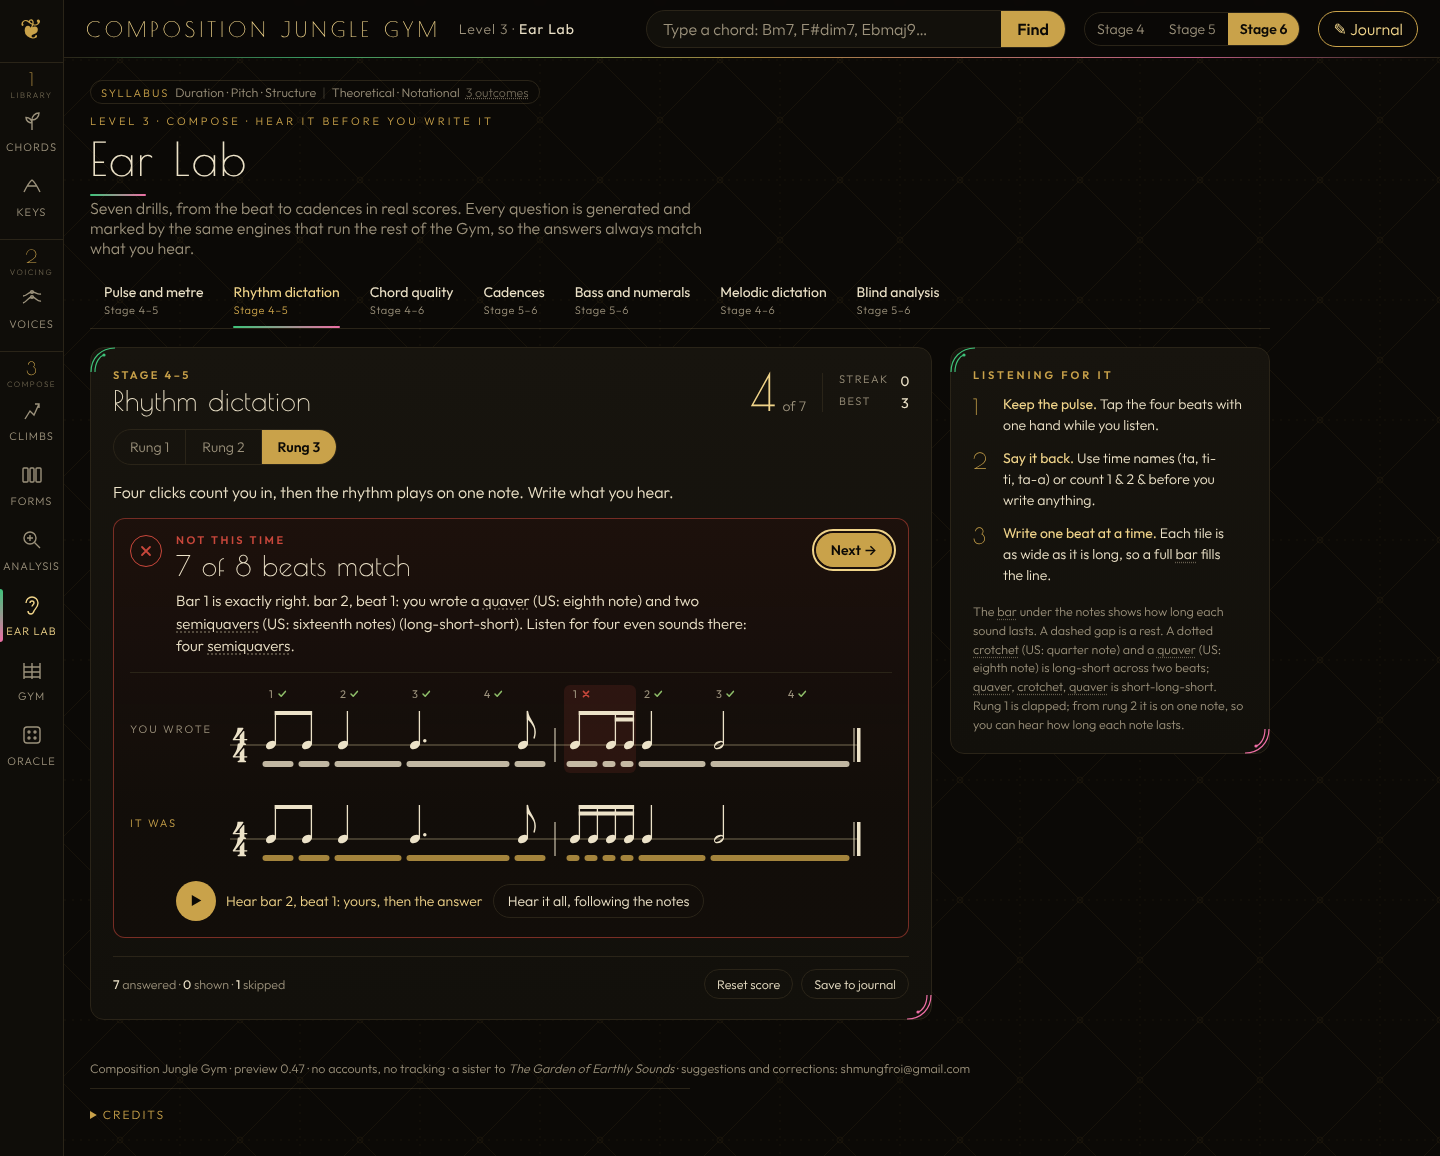 COMPOSITION JUNGLE GYM
Level 3 · Ear Lab
Type a chord: Bm7, F#dim7, Ebmaj9...
Find
Stage 4
Stage 5
Stage 6
✎ Journal
1
LIBRARY
CHORDS
KEYS
2
VOICING
VOICES
3
COMPOSE
CLIMBS
FORMS
ANALYSIS
EAR LAB
GYM
ORACLE
SYLLABUS Duration · Pitch · Structure | Theoretical · Notational 3 outcomes
LEVEL 3 · COMPOSE · HEAR IT BEFORE YOU WRITE IT
Ear Lab
Seven drills, from the beat to cadences in real scores. Every question is generated and
marked by the same engines that run the rest of the Gym, so the answers always match
what you hear.
Pulse and metre
Stage 4–5
Rhythm dictation
Stage 4–5
Chord quality
Stage 4–6
Cadences
Stage 5–6
Bass and numerals
Stage 5–6
Melodic dictation
Stage 4–6
Blind analysis
Stage 5–6
STAGE 4–5
Rhythm dictation
4 of 7
STREAK 0
BEST 3
Rung 1
Rung 2
Rung 3
Four clicks count you in, then the rhythm plays on one note. Write what you hear.
NOT THIS TIME
7 of 8 beats match
Next →
Bar 1 is exactly right. bar 2, beat 1: you wrote a quaver (US: eighth note) and two
semiquavers (US: sixteenth notes) (long-short-short). Listen for four even sounds there:
four semiquavers.
1 ✓ 2 ✓ 3 ✓ 4 ✓ 1 ✗ 2 ✓ 3 ✓ 4 ✓
YOU WROTE
4
4
IT WAS
4
4
Hear bar 2, beat 1: yours, then the answer
Hear it all, following the notes
7 answered · 0 shown · 1 skipped
Reset score
Save to journal
LISTENING FOR IT
1 Keep the pulse. Tap the four beats with
one hand while you listen.
2 Say it back. Use time names (ta, ti-
ti, ta-a) or count 1 & 2 & before you
write anything.
3 Write one beat at a time. Each tile is
as wide as it is long, so a full bar fills
the line.
The bar under the notes shows how long each
sound lasts. A dashed gap is a rest. A dotted
crotchet (US: quarter note) and a quaver (US:
eighth note) is long-short across two beats;
quaver, crotchet, quaver is short-long-short.
Rung 1 is clapped; from rung 2 it is on one note, so
you can hear how long each note lasts.
Composition Jungle Gym · preview 0.47 · no accounts, no tracking · a sister to The Garden of Earthly Sounds · suggestions and corrections: shmungfroi@gmail.com
▶ CREDITS